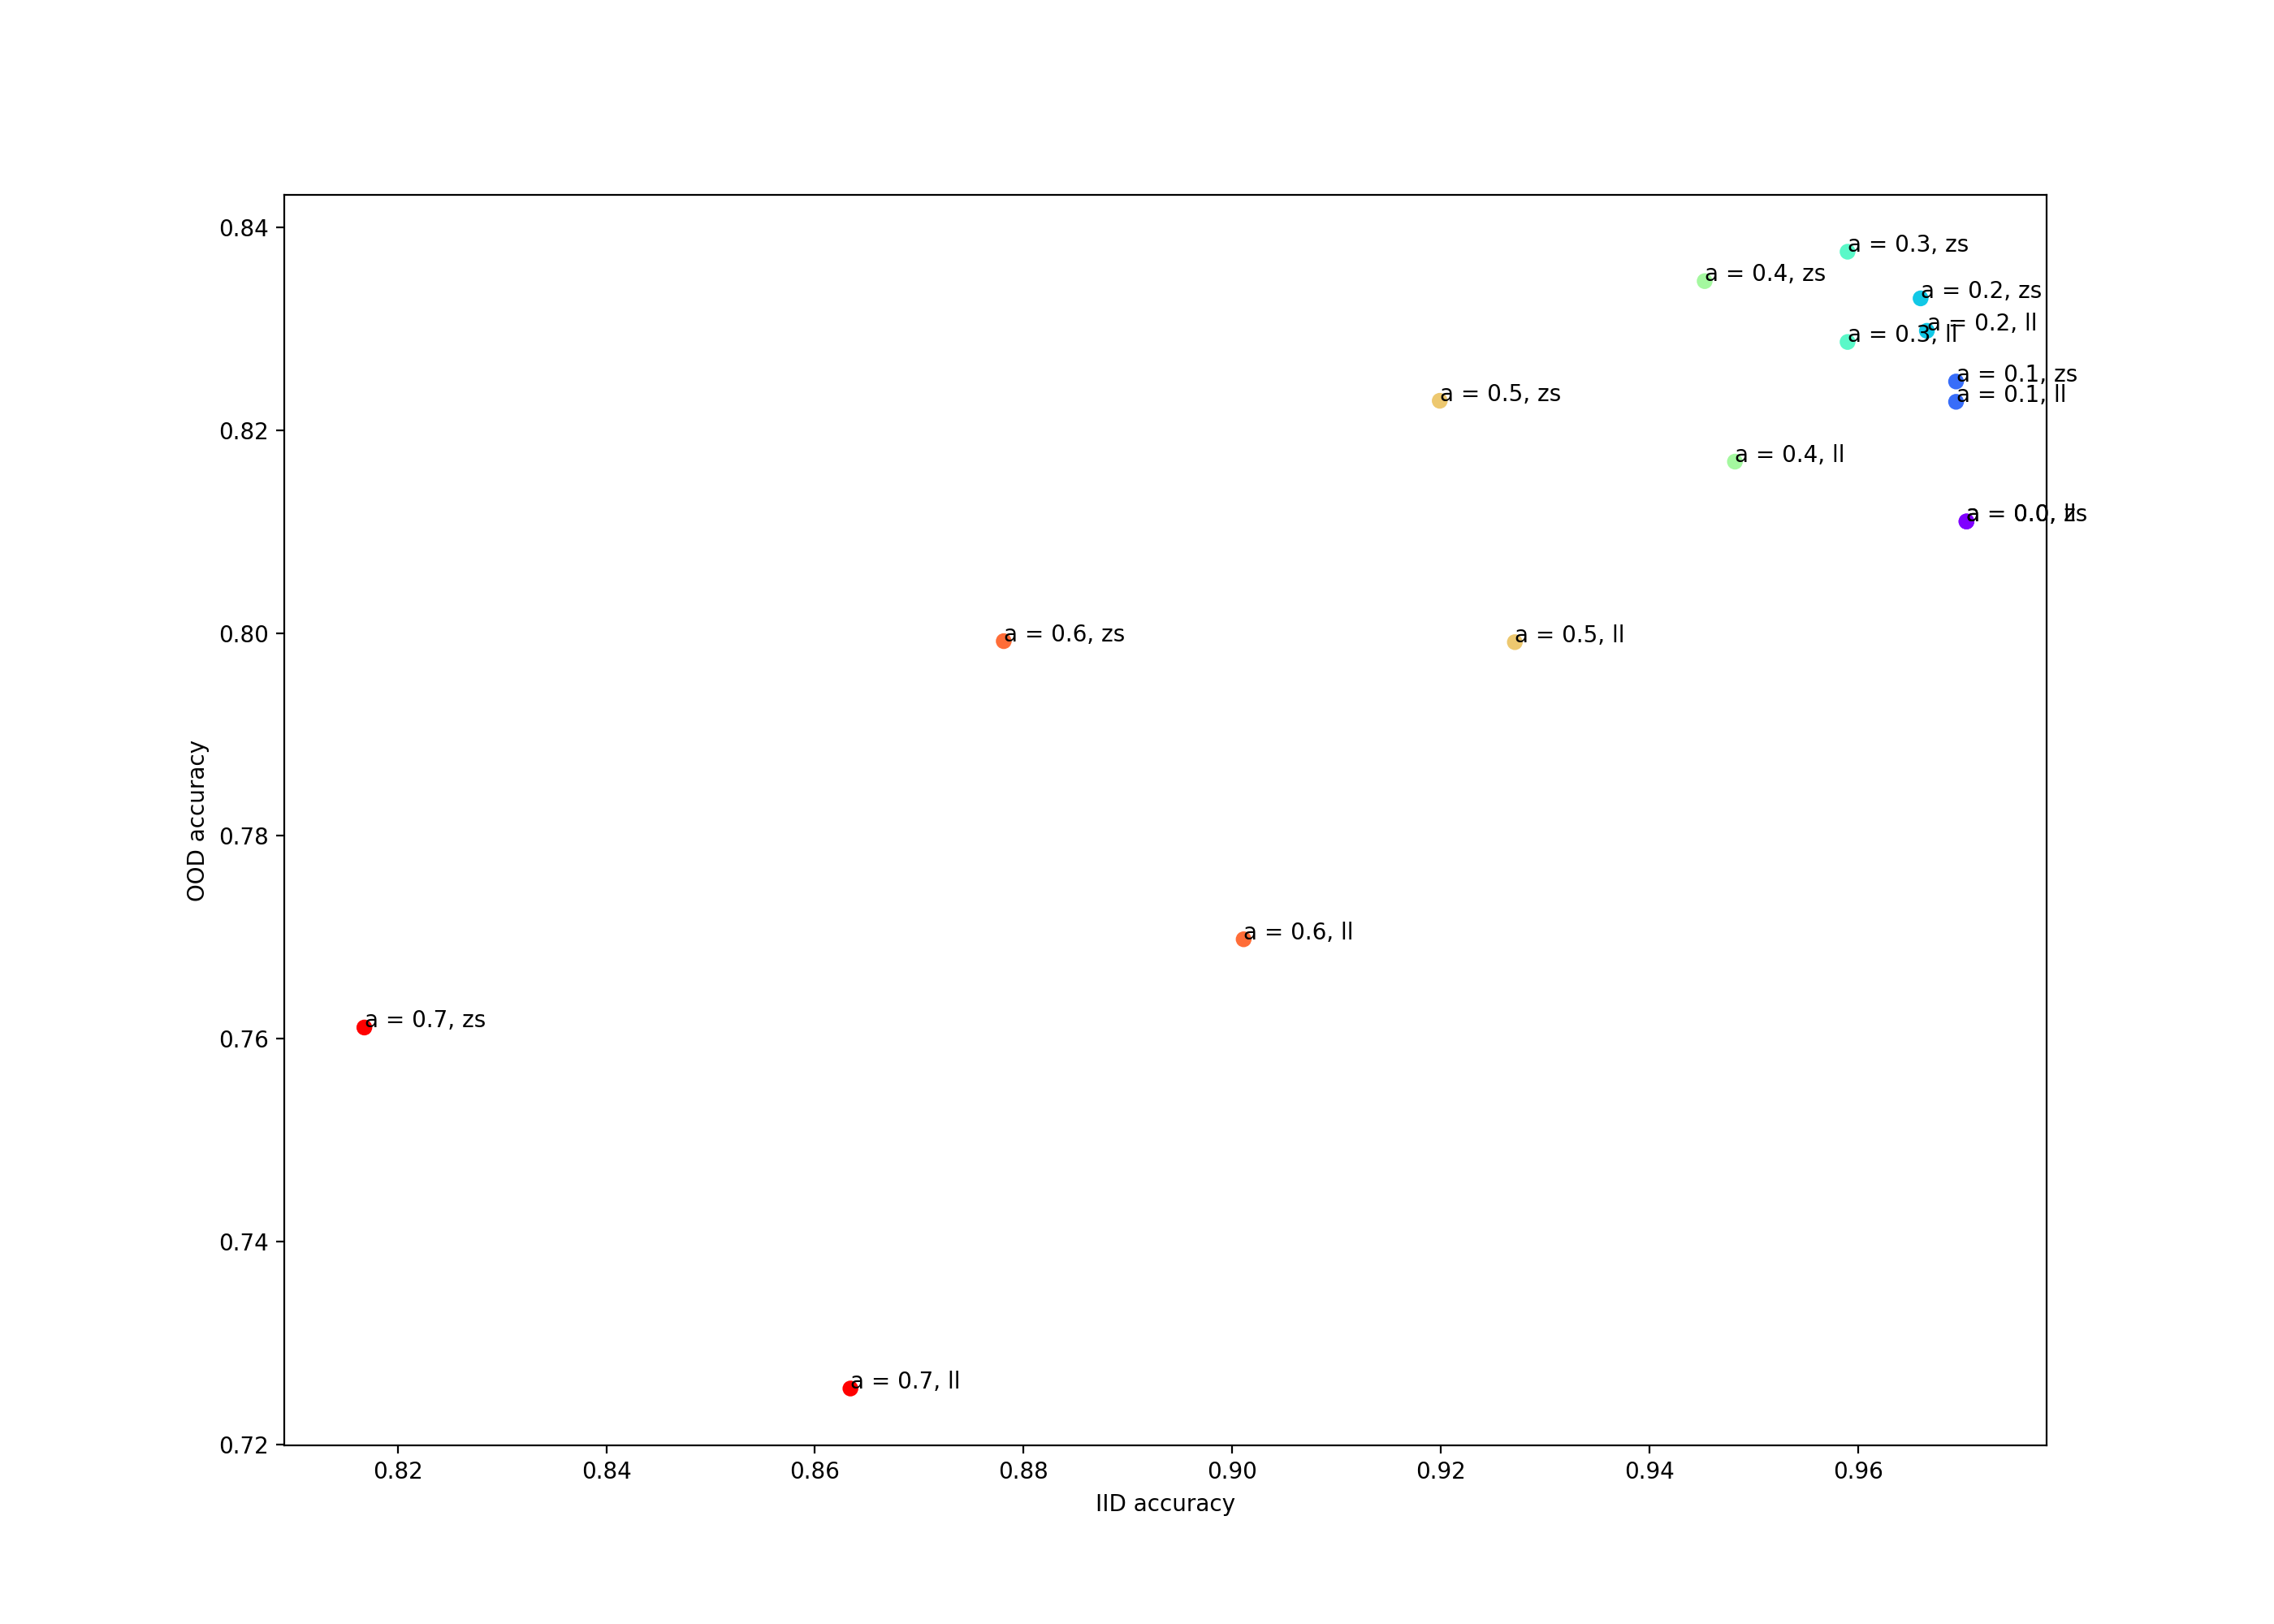 0.84
a = 0.3, zs
a = 0.4, zs
a = 0.2, zs
a = 0.2, ll
a = 0.3, ll
a = 0.1, zs
a = 0.5, zs
a = 0.1, ll
0.82
a = 0.4, ll
a = 0.0, ll
a = 0.0, zs
0.80
a = 0.6, zs
a = 0.5, ll
OOD accuracy
0.78
a = 0.6, ll
a = 0.7, zs
0.76
0.74
a = 0.7, ll
0.72
0.82 0.84 0.86 0.88 0.90 0.92 0.94 0.96
IID accuracy